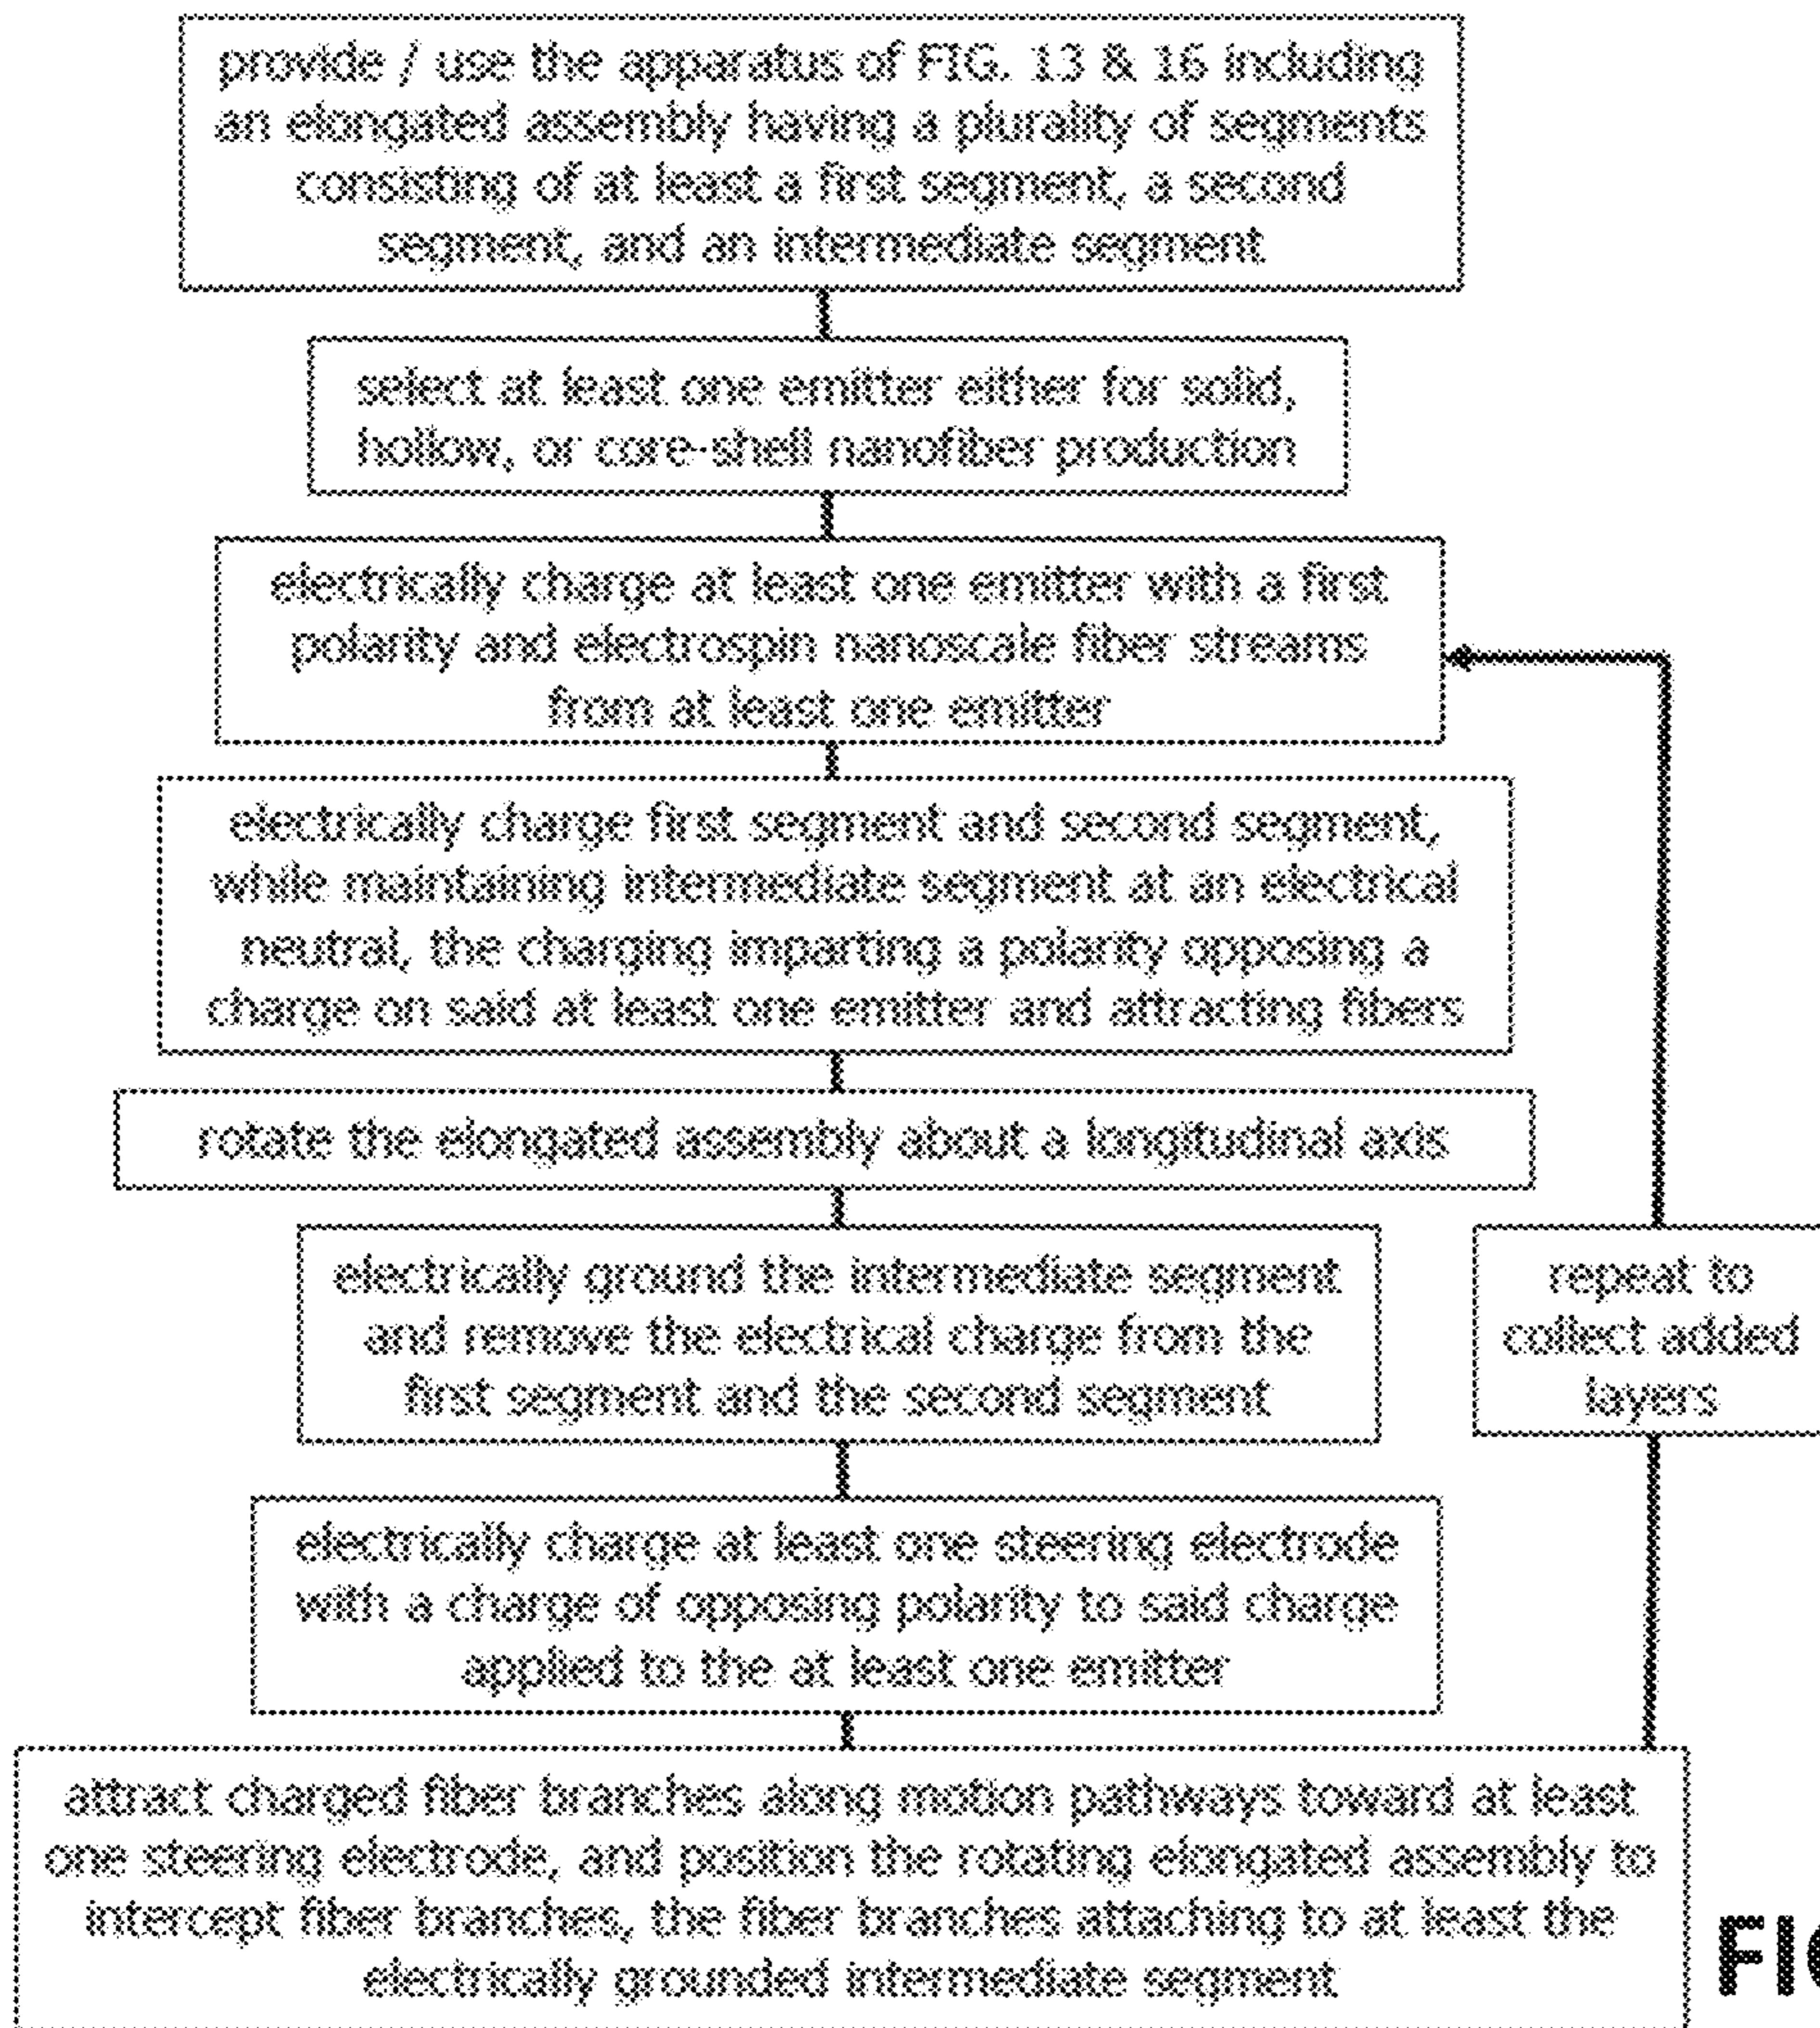 provide / use the apparatus of FIG. 13 & 16 including
an elongated assembly having a plurality of segments
consisting of at least a first segment, a second
segment, and an intermediate segment
select at least one emitter either for solid,
hollow, or core-shell nanofiber production
electrically charge at least one emitter with a first
polarity and electrospin nanoscale fiber streams
from at least one emitter
electrically charge first segment and second segment,
while maintaining intermediate segment at an electrical
neutral, the charging imparting a polarity opposing a
charge on said at least one emitter and attracting fibers
rotate the elongated assembly about a longitudinal axis
electrically ground the intermediate segment
and remove the electrical charge from the
first segment and the second segment
repeat to
collect added
layers
electrically charge at least one steering electrode
with a charge of opposing polarity to said charge
applied to the at least one emitter
attract charged fiber branches along motion pathways toward at least
one steering electrode, and position the rotating elongated assembly to
intercept fiber branches, the fiber branches attaching to at least the
electrically grounded intermediate segment